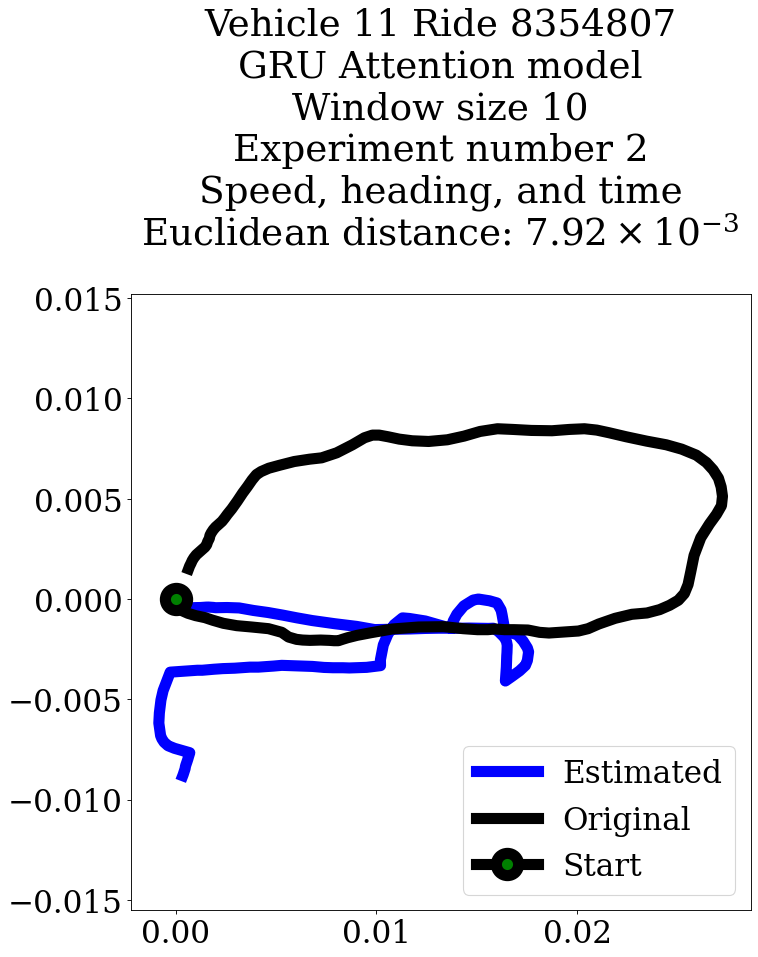 Vehicle 11 Ride 8354807
GRU Attention model
Window size 10
Experiment number 2
Speed, heading, and time
Euclidean distance: 7.92 × 10⁻³
0.015
0.010
0.005
0.000
−0.005
−0.010
−0.015
Estimated
Original
Start
0.00 0.01 0.02